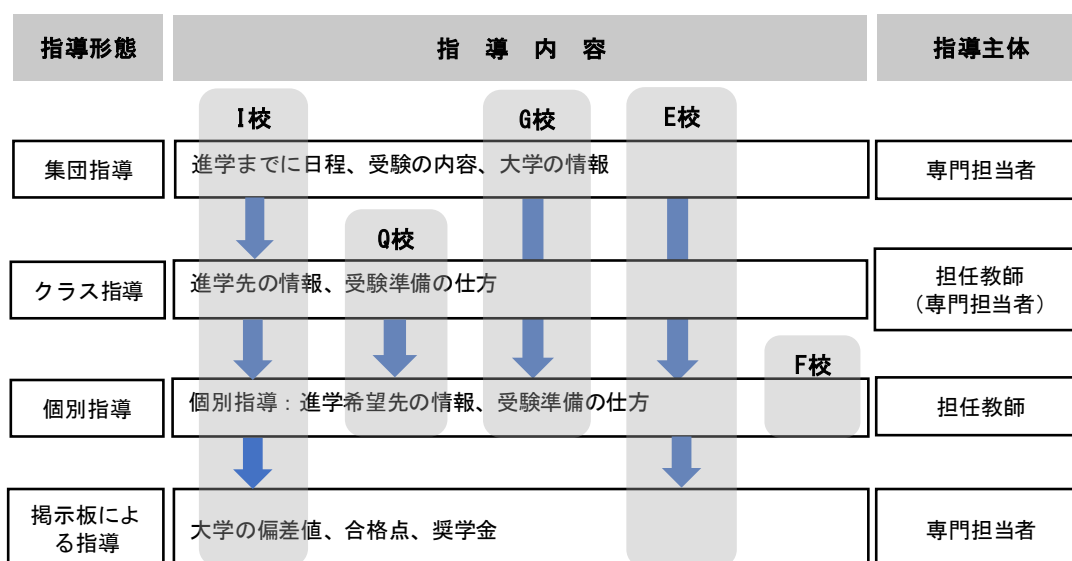 指導形態
指 導 内 容
指導主体
I校
G校
E校
集団指導
進学までに日程、受験の内容、大学の情報
専門担当者
Q校
クラス指導
進学先の情報、受験準備の仕方
担任教師
（専門担当者）
F校
個別指導
個別指導：進学希望先の情報、受験準備の仕方
担任教師
掲示板によ
る指導
大学の偏差値、合格点、奨学金
専門担当者